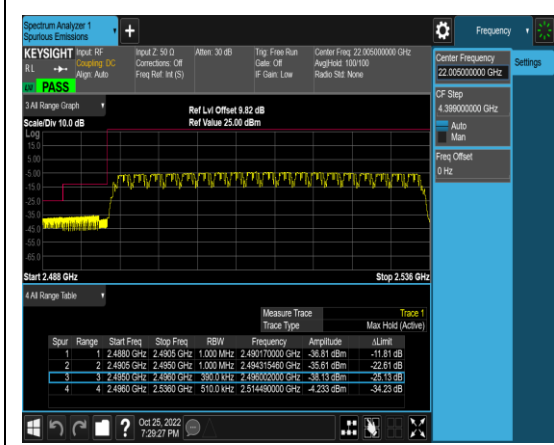 Spectrum Analyzer 1
Spurious Emissions
Frequency
KEYSIGHT Input: RF Input Z: 50 Ω Atten: 30 dB Trig: Free Run Center Freq: 22.005000000 GHz
RL Coupling: DC Corrections: Off Gate: Off Avg|Hold: 100/100
Align: Auto Freq Ref: Int (S) IF Gain: Low Radio Std: None
PASS
Center Frequency
22.005000000 GHz
Settings
CF Step
4.399000000 GHz
Auto
Man
Freq Offset
0 Hz
3 All Range Graph
Ref Lvl Offset 9.82 dB
Scale/Div 10.0 dB Ref Value 25.00 dBm
Log
15.0
5.00
-5.00
-15.0
-25.0
-35.0
-45.0
-55.0
-65.0
Start 2.488 GHz Stop 2.536 GHz
4 All Range Table
Measure Trace Trace 1
Trace Type Max Hold (Active)
Spur Range Start Freq Stop Freq RBW Frequency Amplitude ΔLimit
1 1 2.4880 GHz 2.4905 GHz 1.000 MHz 2.490170000 GHz -36.81 dBm -11.81 dB
2 2 2.4905 GHz 2.4950 GHz 1.000 MHz 2.494315460 GHz -35.61 dBm -22.61 dB
3 3 2.4950 GHz 2.4960 GHz 390.0 kHz 2.496002000 GHz -38.13 dBm -25.13 dB
4 4 2.4960 GHz 2.5360 GHz 510.0 kHz 2.514490000 GHz -4.233 dBm -34.23 dB
Oct 25, 2022
7:29:27 PM